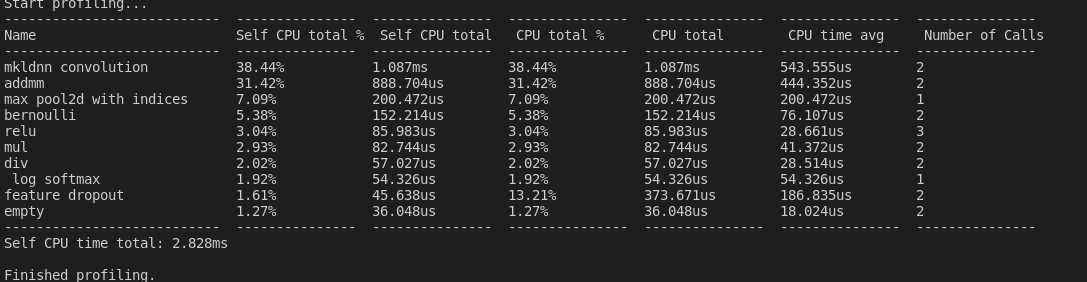 Start profiling...
---------------------------  ---------------  ---------------  ---------------  ---------------  ---------------  ---------------
Name                         Self CPU total %  Self CPU total   CPU total %      CPU total        CPU time avg     Number of Calls
---------------------------  ---------------  ---------------  ---------------  ---------------  ---------------  ---------------
mkldnn convolution           38.44%           1.087ms          38.44%           1.087ms          543.555us        2
addmm                        31.42%           888.704us        31.42%           888.704us        444.352us        2
max pool2d with indices      7.09%            200.472us        7.09%            200.472us        200.472us        1
bernoulli                    5.38%            152.214us        5.38%            152.214us        76.107us         2
relu                         3.04%            85.983us         3.04%            85.983us         28.661us         3
mul                          2.93%            82.744us         2.93%            82.744us         41.372us         2
div                          2.02%            57.027us         2.02%            57.027us         28.514us         2
 log softmax                 1.92%            54.326us         1.92%            54.326us         54.326us         1
feature dropout              1.61%            45.638us         13.21%           373.671us        186.835us        2
empty                        1.27%            36.048us         1.27%            36.048us         18.024us         2
---------------------------  ---------------  ---------------  ---------------  ---------------  ---------------  ---------------
Self CPU time total: 2.828ms

Finished profiling.